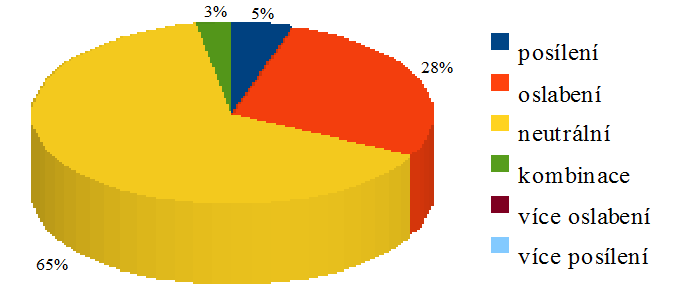 3%
5%
28%
65%
posílení
oslabení
neutrální
kombinace
více oslabení
více posílení